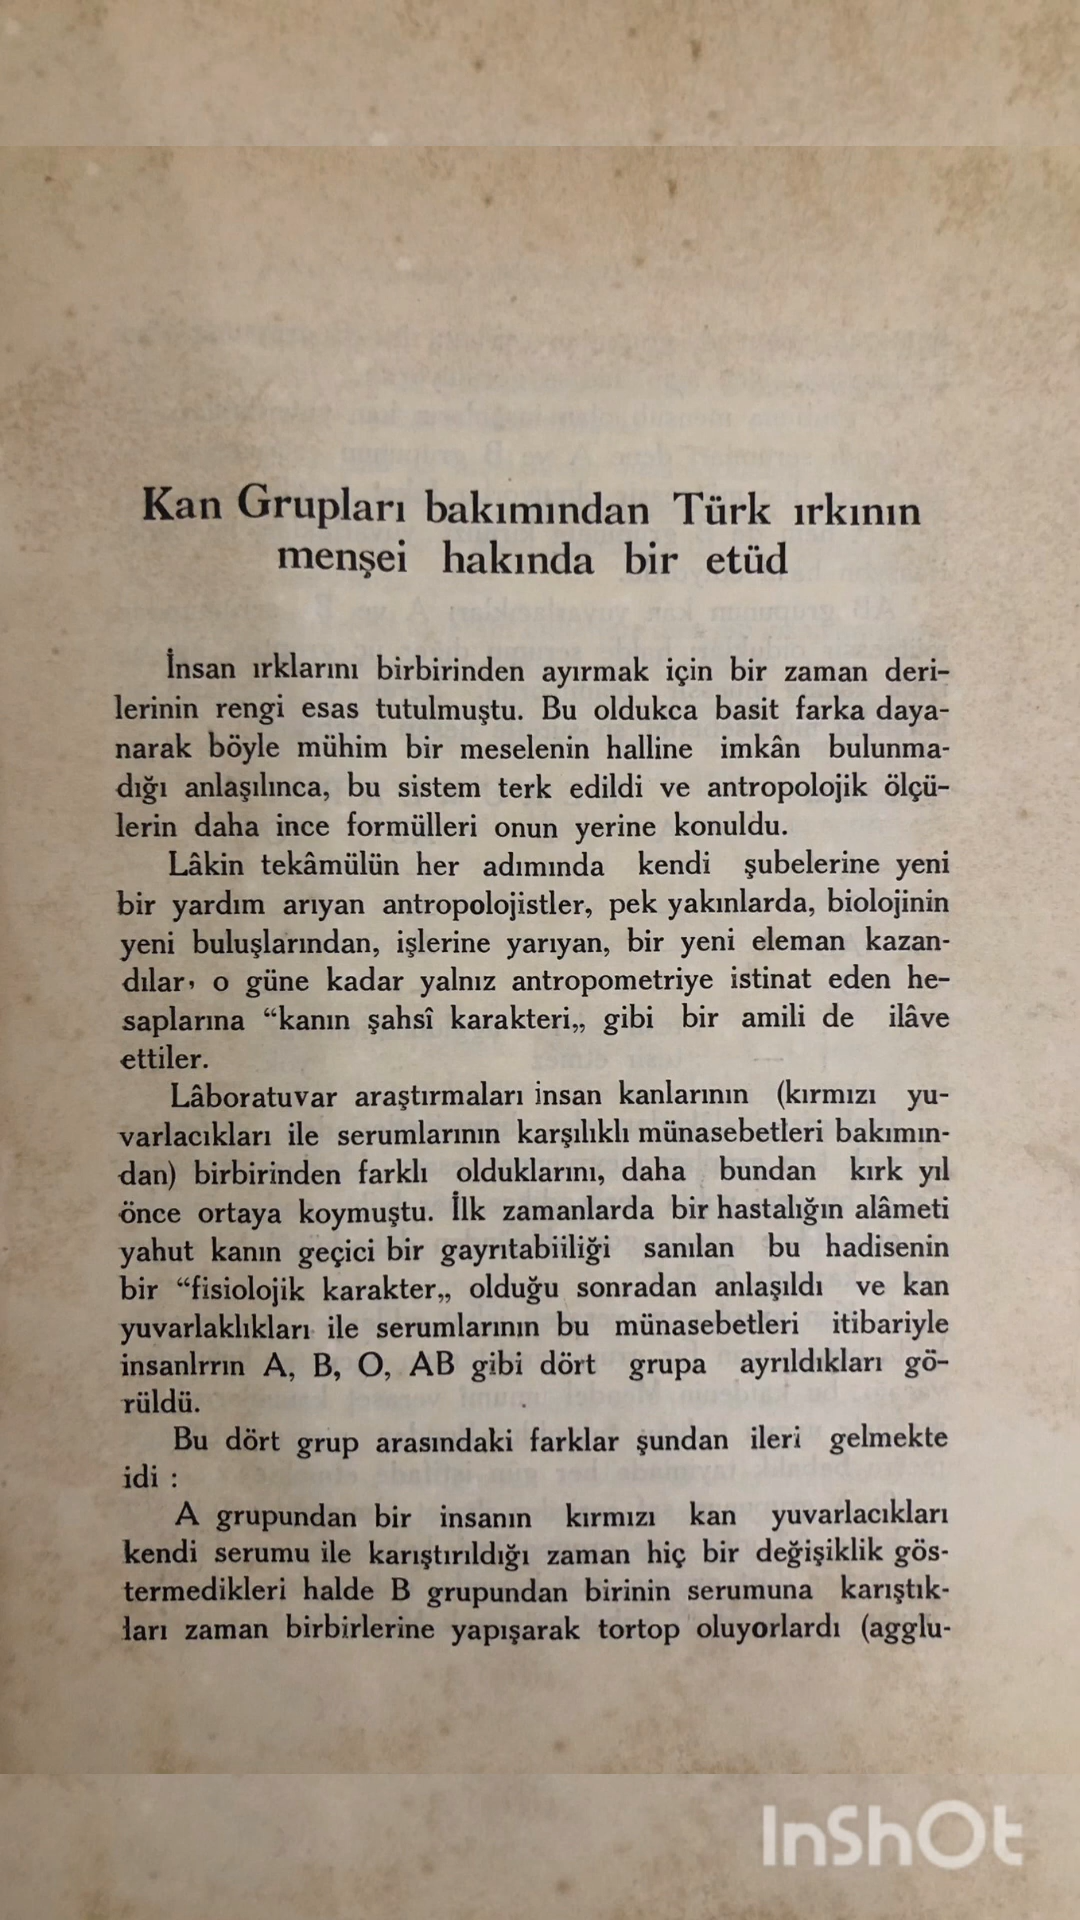 Kan Grupları bakımından Türk ırkının
menşei hakında bir etüd
İnsan ırklarını birbirinden ayırmak için bir zaman deri-
lerinin rengi esas tutulmuştu. Bu oldukca basit farka daya-
narak böyle mühim bir meselenin halline imkân bulunma-
dığı anlaşılınca, bu sistem terk edildi ve antropolojik ölçü-
lerin daha ince formülleri onun yerine konuldu.
Lâkin tekâmülün her adımında kendi şubelerine yeni
bir yardım arıyan antropolojistler, pek yakınlarda, biolojinin
yeni buluşlarından, işlerine yarıyan, bir yeni eleman kazan-
dılar, o güne kadar yalnız antropometriye istinat eden he-
saplarına “kanın şahsî karakteri„ gibi bir amili de ilâve
ettiler.
Lâboratuvar araştırmaları insan kanlarının (kırmızı yu-
varlacıkları ile serumlarının karşılıklı münasebetleri bakımın-
dan) birbirinden farklı olduklarını, daha bundan kırk yıl
önce ortaya koymuştu. İlk zamanlarda bir hastalığın alâmeti
yahut kanın geçici bir gayrıtabiiliği sanılan bu hadisenin
bir “fisiolojik karakter„ olduğu sonradan anlaşıldı ve kan
yuvarlaklıkları ile serumlarının bu münasebetleri itibariyle
insanlrrın A, B, O, AB gibi dört grupa ayrıldıkları gö-
rüldü.
Bu dört grup arasındaki farklar şundan ileri gelmekte
idi :
A grupundan bir insanın kırmızı kan yuvarlacıkları
kendi serumu ile karıştırıldığı zaman hiç bir değişiklik gös-
termedikleri halde B grupundan birinin serumuna karıştık-
ları zaman birbirlerine yapışarak tortop oluyorlardı (agglu-
InShOt